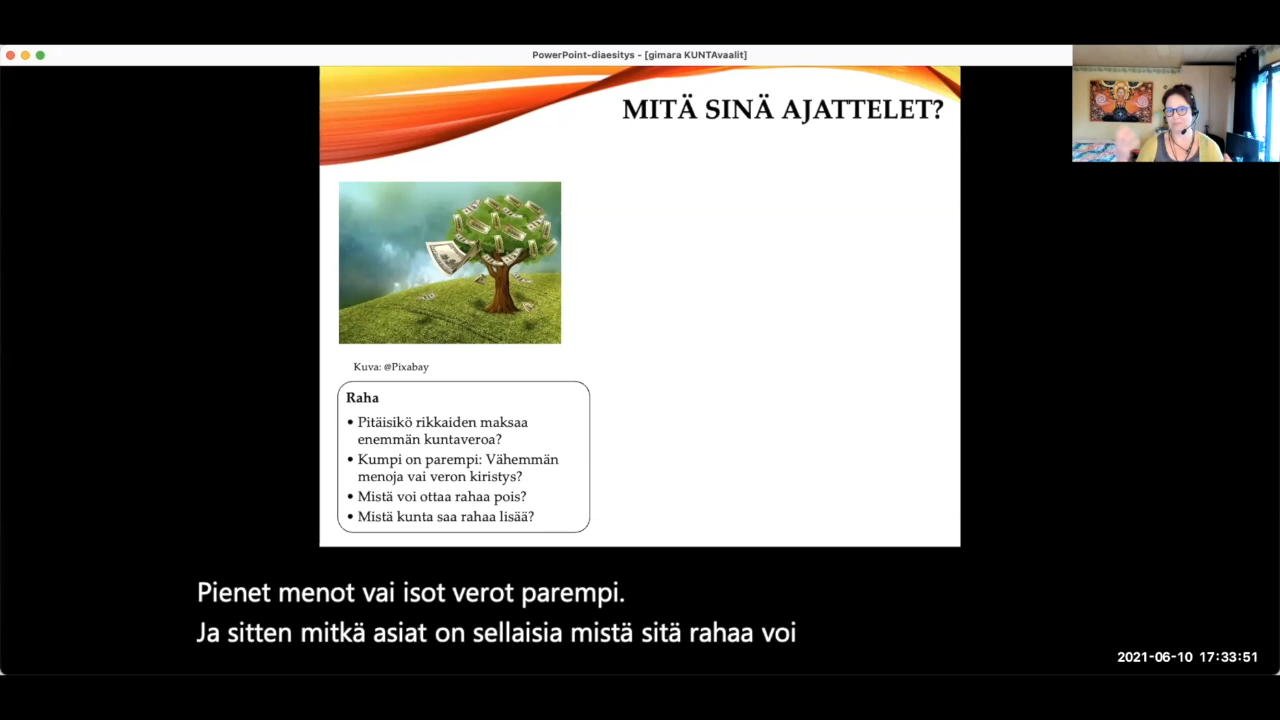 PowerPoint-diaesitys - [gimara KUNTAvaalit]
MITÄ SINÄ AJATTELET?
Kuva: @Pixabay
Raha
• Pitäisikö rikkaiden maksaa
enemmän kuntaveroa?
• Kumpi on parempi: Vähemmän
menoja vai veron kiristys?
• Mistä voi ottaa rahaa pois?
• Mistä kunta saa rahaa lisää?
Pienet menot vai isot verot parempi.
Ja sitten mitkä asiat on sellaisia mistä sitä rahaa voi
2021-06-10 17:33:51